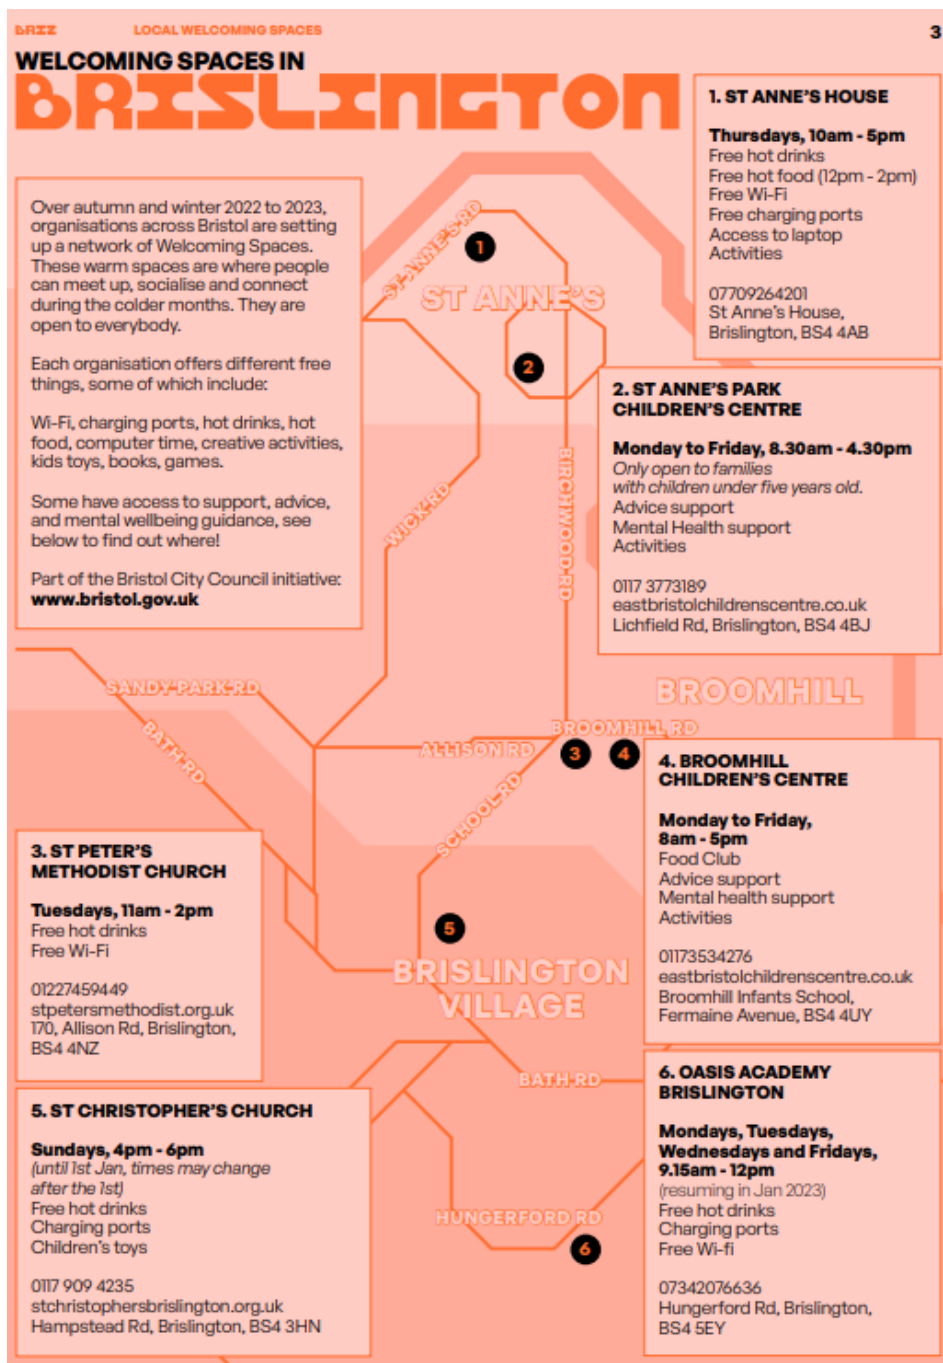 BRIZ
LOCAL WELCOMING SPACES
3
WELCOMING SPACES IN
BRISLINGTON
Over autumn and winter 2022 to 2023,
organisations across Bristol are setting
up a network of Welcoming Spaces.
These warm spaces are where people
can meet up, socialise and connect
during the colder months. They are
open to everybody.
Each organisation offers different free
things, some of which include:
Wi-Fi, charging ports, hot drinks, hot
food, computer time, creative activities,
kids toys, books, games.
Some have access to support, advice,
and mental wellbeing guidance, see
below to find out where!
Part of the Bristol City Council initiative:
www.bristol.gov.uk
1. ST ANNE'S HOUSE
Thursdays, 10am - 5pm
Free hot drinks
Free hot food (12pm - 2pm)
Free Wi-Fi
Free charging ports
Access to laptop
Activities
07709264201
St Anne's House,
Brislington, BS4 4AB
ST ANNE'S RD
1
ST ANNE'S
2
2. ST ANNE'S PARK
CHILDREN'S CENTRE
Monday to Friday, 8.30am - 4.30pm
Only open to families
with children under five years old.
Advice support
Mental Health support
Activities
0117 3773189
eastbristolchildrenscentre.co.uk
Lichfield Rd, Brislington, BS4 4BJ
WICK RD
BIRCHWOOD RD
SANDY PARK RD
BATH RD
BROOMHILL
BROOMHILL RD
ALLISON RD
3
4
SCHOOL RD
3. ST PETER'S
METHODIST CHURCH
Tuesdays, 11am - 2pm
Free hot drinks
Free Wi-Fi
01227459449
stpetersmethodist.org.uk
170, Allison Rd, Brislington,
BS4 4NZ
4. BROOMHILL
CHILDREN'S CENTRE
Monday to Friday,
8am - 5pm
Food Club
Advice support
Mental health support
Activities
01173534276
eastbristolchildrenscentre.co.uk
Broomhill Infants School,
Fermaine Avenue, BS4 4UY
5
BRISLINGTON
VILLAGE
BATH RD
5. ST CHRISTOPHER'S CHURCH
Sundays, 4pm - 6pm
(until 1st Jan, times may change
after the 1st)
Free hot drinks
Charging ports
Children's toys
0117 909 4235
stchristophersbrislington.org.uk
Hampstead Rd, Brislington, BS4 3HN
HUNGERFORD RD
6
6. OASIS ACADEMY
BRISLINGTON
Mondays, Tuesdays,
Wednesdays and Fridays,
9.15am - 12pm
(resuming in Jan 2023)
Free hot drinks
Charging ports
Free Wi-fi
07342076636
Hungerford Rd, Brislington,
BS4 5EY